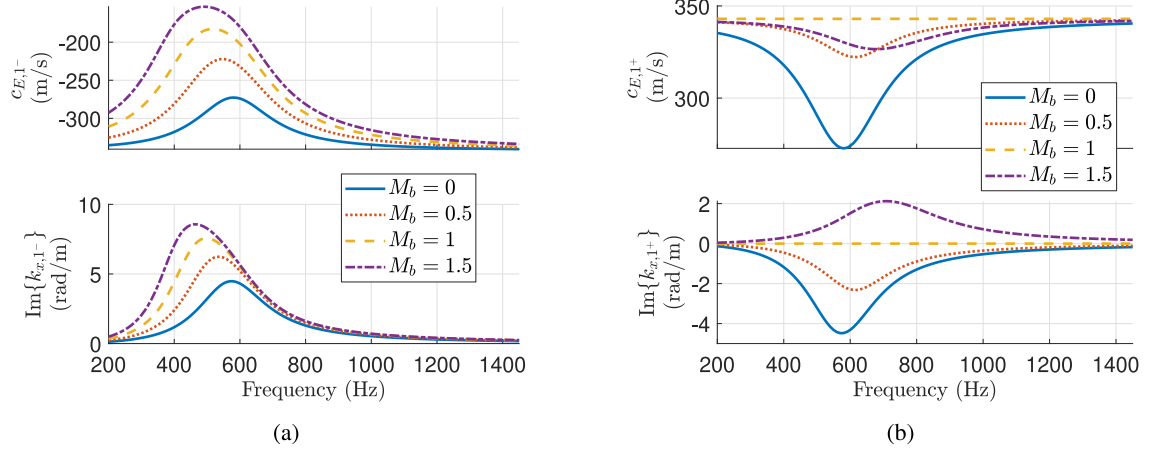 -200
-250
-300
c_{E,1^-}
(m/s)
10
5
0
Im{k_{x,1^-}}
(rad/m)
M_b = 0
M_b = 0.5
M_b = 1
M_b = 1.5
200 400 600 800 1000 1200 1400
Frequency (Hz)
(a)
350
300
c_{E,1^+}
(m/s)
M_b = 0
M_b = 0.5
M_b = 1
M_b = 1.5
2
0
-2
-4
Im{k_{x,1^+}}
(rad/m)
200 400 600 800 1000 1200 1400
Frequency (Hz)
(b)